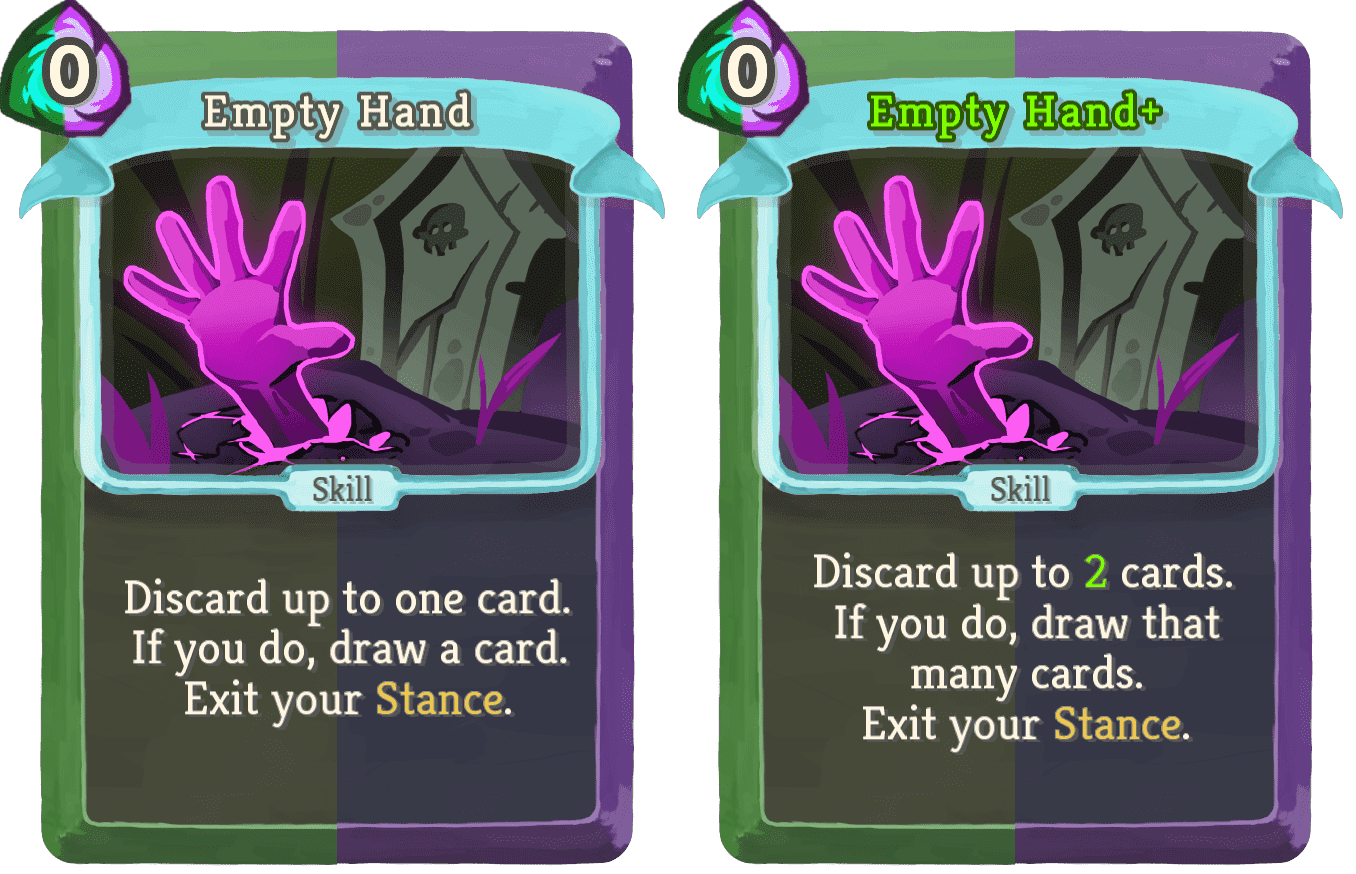 0
Empty Hand
Skill
Discard up to one card.
If you do, draw a card.
Exit your Stance.
0
Empty Hand+
Skill
Discard up to 2 cards.
If you do, draw that
many cards.
Exit your Stance.